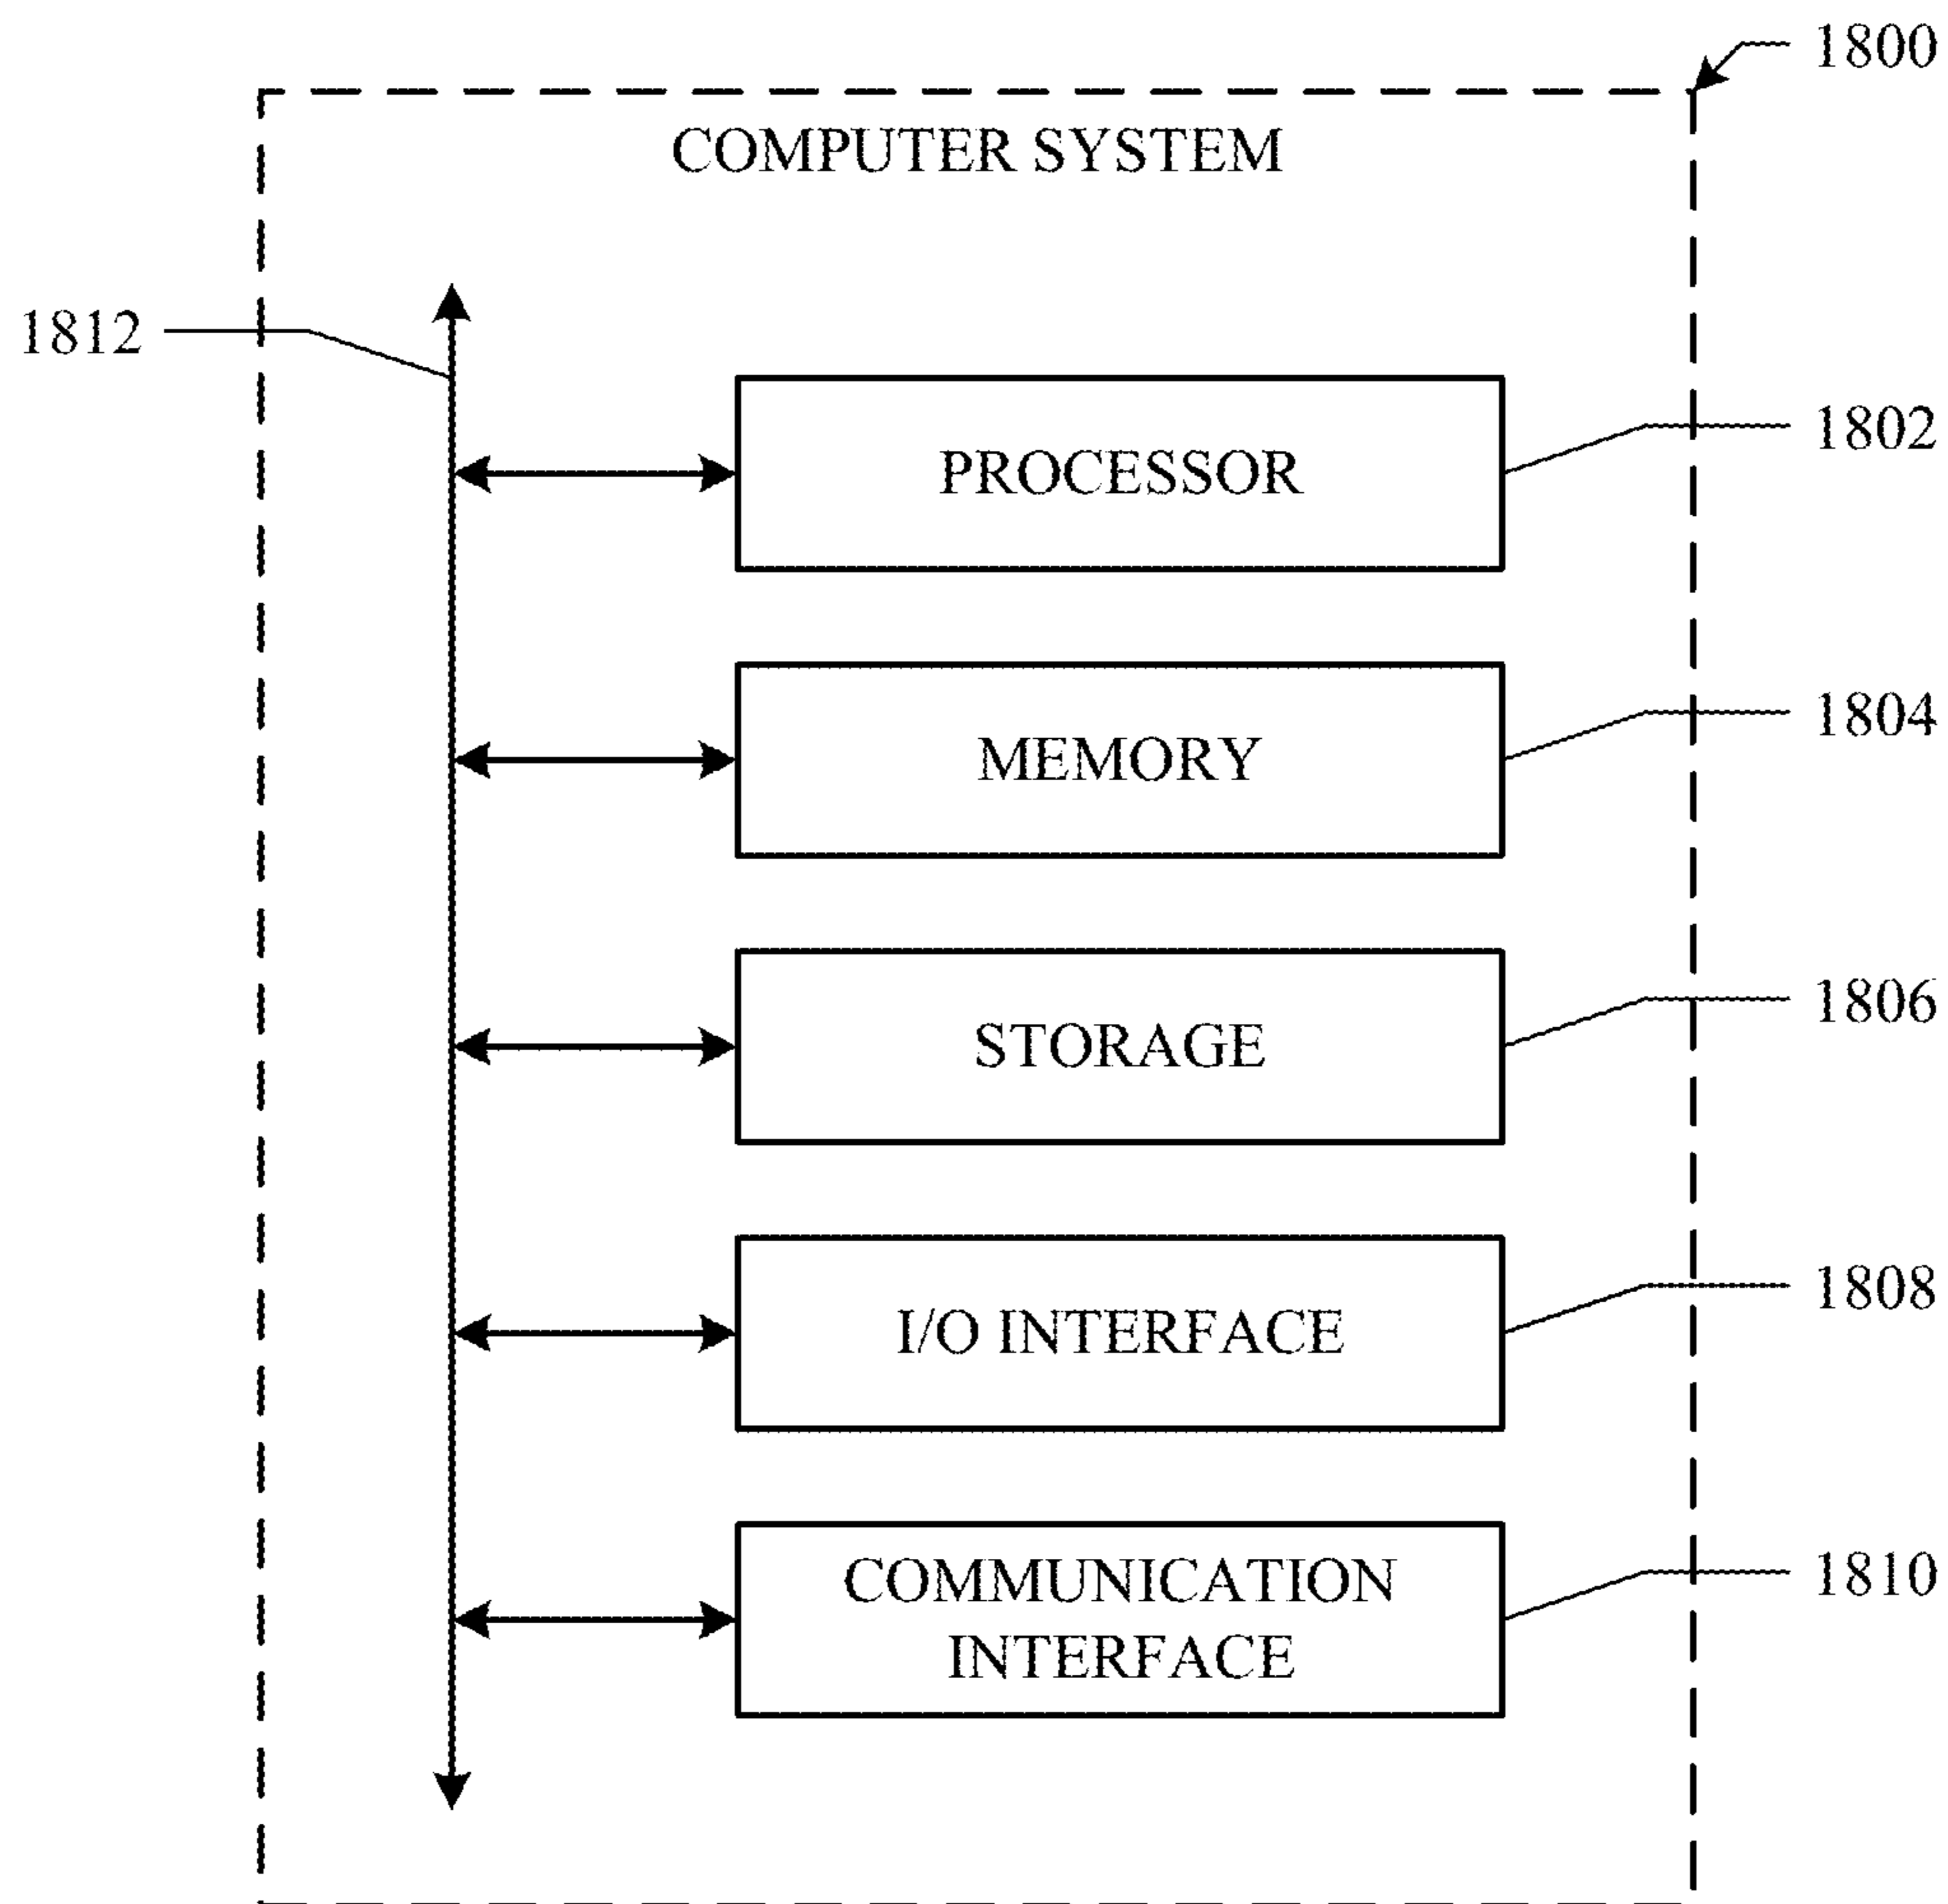 1800
COMPUTER SYSTEM
1812
1802
PROCESSOR
1804
MEMORY
1806
STORAGE
1808
I/O INTERFACE
1810
COMMUNICATION
INTERFACE